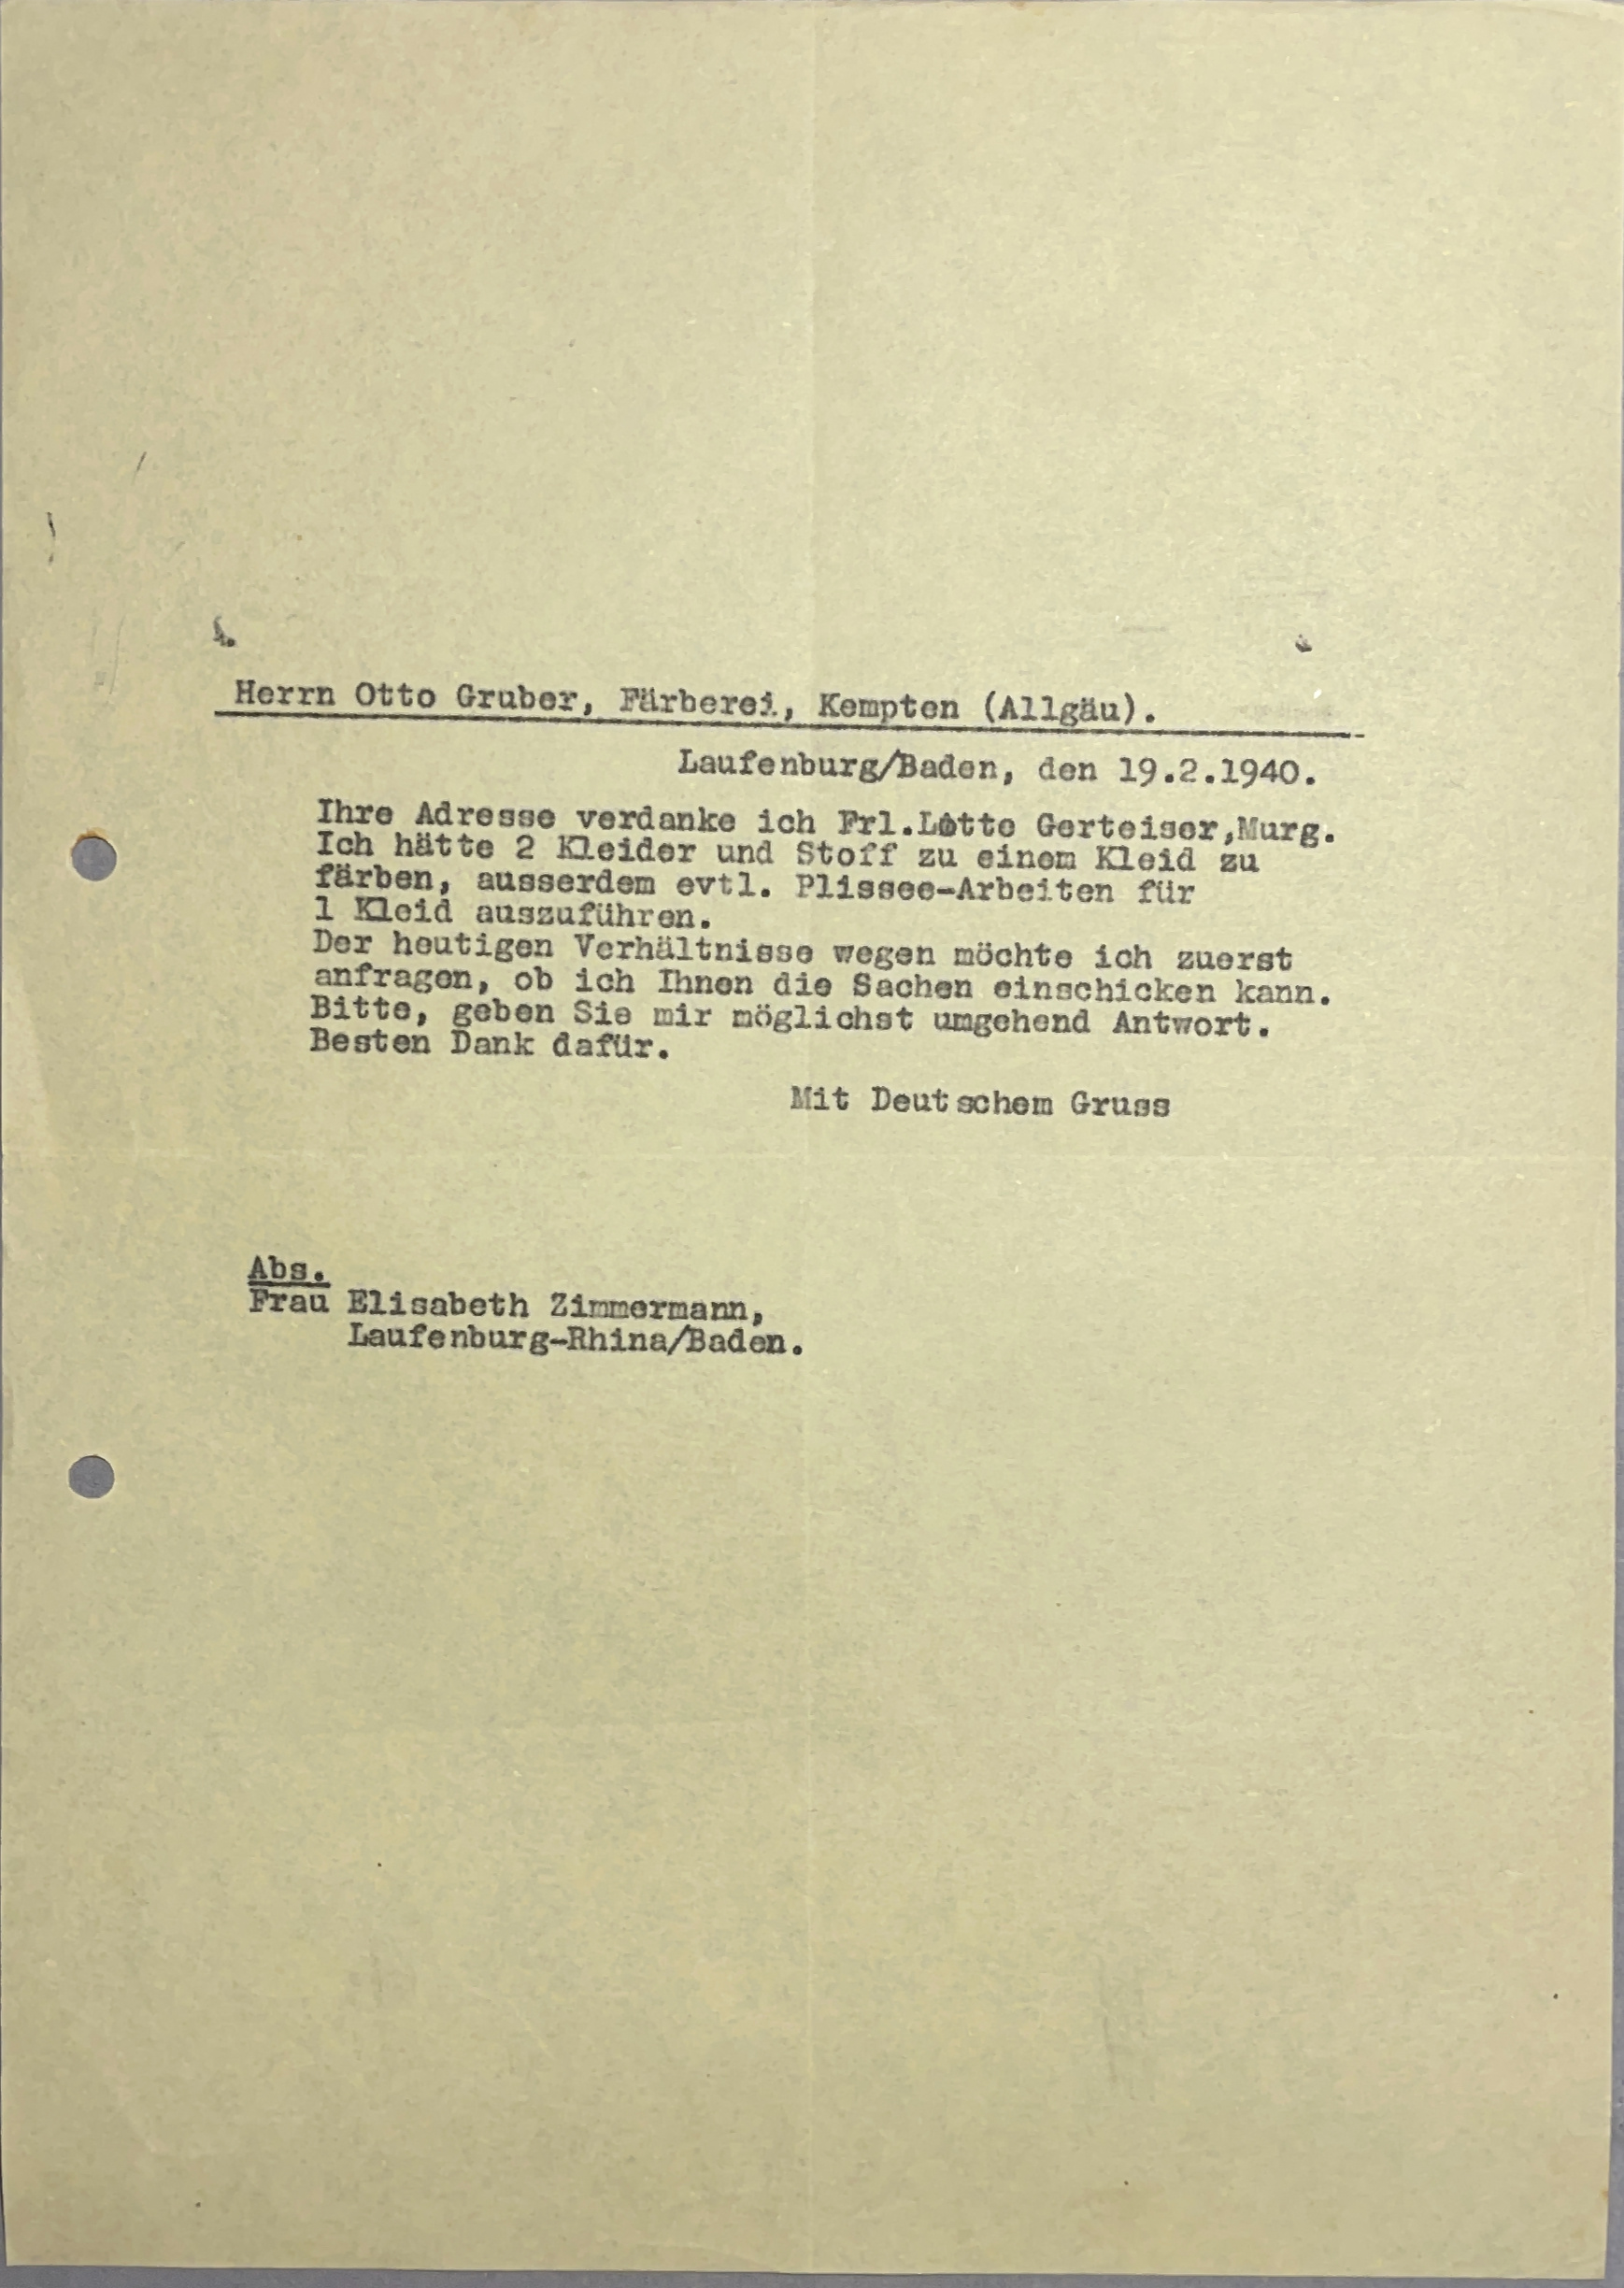 Herrn Otto Gruber, Färberei, Kempten (Allgäu).
Laufenburg/Baden, den 19.2.1940.
Ihre Adresse verdanke ich Frl.Lotte Gerteiser,Murg.
Ich hätte 2 Kleider und Stoff zu einem Kleid zu
färben, ausserdem evtl. Plissee-Arbeiten für
1 Kleid auszuführen.
Der heutigen Verhältnisse wegen möchte ich zuerst
anfragen, ob ich Ihnen die Sachen einschicken kann.
Bitte, geben Sie mir möglichst umgehend Antwort.
Besten Dank dafür.
Mit Deutschem Gruss
Abs.
Frau Elisabeth Zimmermann,
Laufenburg-Rhina/Baden.